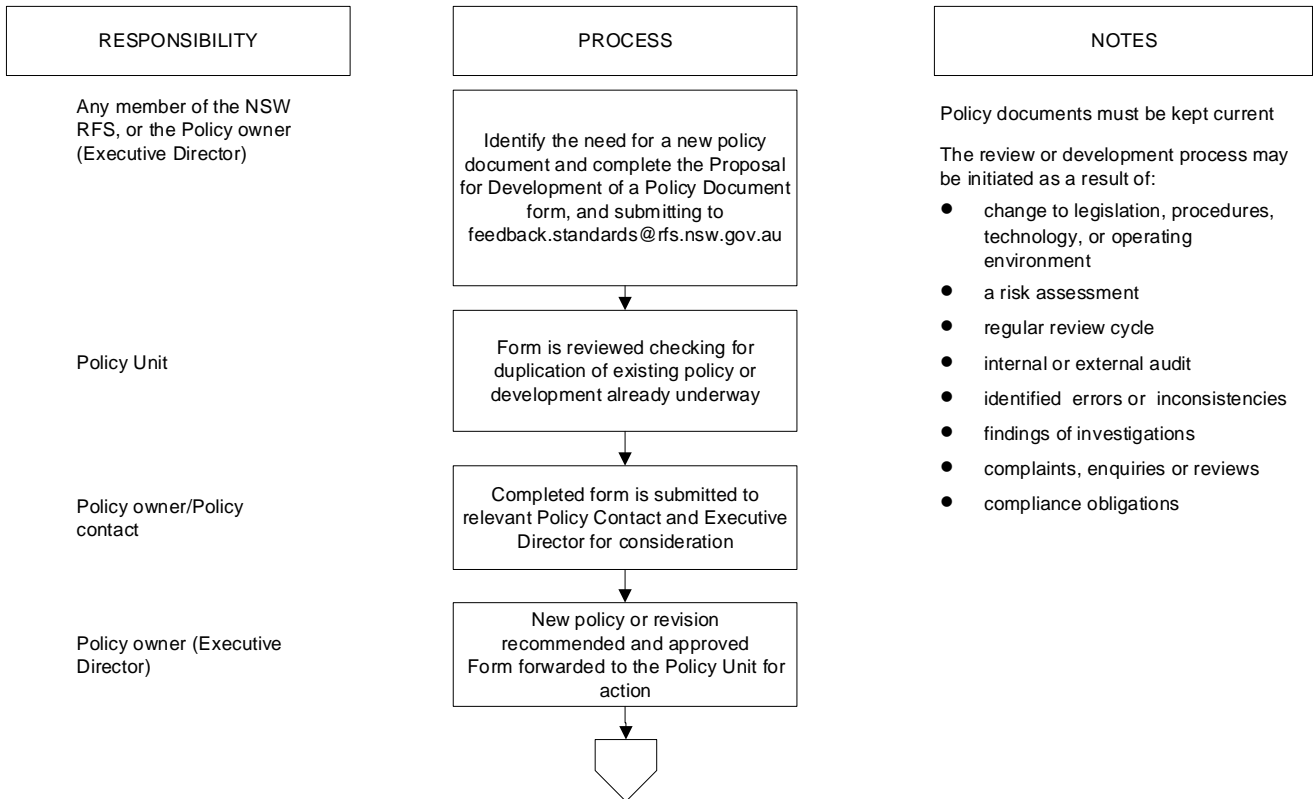 RESPONSIBILITY
PROCESS
NOTES
Any member of the NSW
RFS, or the Policy owner
(Executive Director)
Identify the need for a new policy
document and complete the Proposal
for Development of a Policy Document
form, and submitting to
feedback.standards@rfs.nsw.gov.au
Policy documents must be kept current
The review or development process may
be initiated as a result of:
● change to legislation, procedures,
technology, or operating
environment
● a risk assessment
● regular review cycle
● internal or external audit
● identified errors or inconsistencies
● findings of investigations
● complaints, enquiries or reviews
● compliance obligations
Policy Unit
Form is reviewed checking for
duplication of existing policy or
development already underway
Policy owner/Policy
contact
Completed form is submitted to
relevant Policy Contact and Executive
Director for consideration
Policy owner (Executive
Director)
New policy or revision
recommended and approved
Form forwarded to the Policy Unit for
action